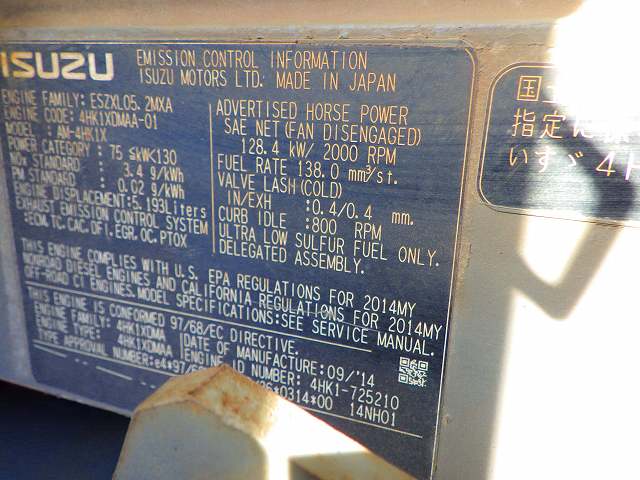 ISUZU
EMISSION CONTROL INFORMATION
ISUZU MOTORS LTD. MADE IN JAPAN
ENGINE FAMILY: ESZXL05.2MXA
ENGINE CODE: 4HK1XDMAA-01
MODEL : AM-4HK1X
POWER CATEGORY : 75 ≤kW<130
NOx STANDARD : 3.4 g/kWh
PM STANDARD : 0.02 g/kWh
ENGINE DISPLACEMENT: 5.193Liters
EXHAUST EMISSION CONTROL SYSTEM
:ECM, TC, CAC, DFI, EGR, OC, PTOX
ADVERTISED HORSE POWER
SAE NET(FAN DISENGAGED)
128.4 kW/ 2000 RPM
FUEL RATE 138.0 mm³/st.
VALVE LASH(COLD)
IN/EXH :0.4/0.4 mm.
CURB IDLE :800 RPM
ULTRA LOW SULFUR FUEL ONLY.
DELEGATED ASSEMBLY.
THIS ENGINE COMPLIES WITH U.S. EPA REGULATIONS FOR 2014MY
NONROAD DIESEL ENGINES AND CALIFORNIA REGULATIONS FOR 2014MY
OFF-ROAD CI ENGINES. MODEL SPECIFICATIONS:SEE SERVICE MANUAL.
THIS ENGINE IS CONFORMED 97/68/EC DIRECTIVE.
ENGINE FAMILY: 4HK1XDMA
ENGINE TYPE: 4HK1XDMAA
TYPE APPROVAL NUMBER:e4*97/6 0314*00 14NH01
DATE OF MANUFACTURE:09/'14
ENGINE ID NUMBER: 4HK1-725210
国土
指定
いすゞ 4